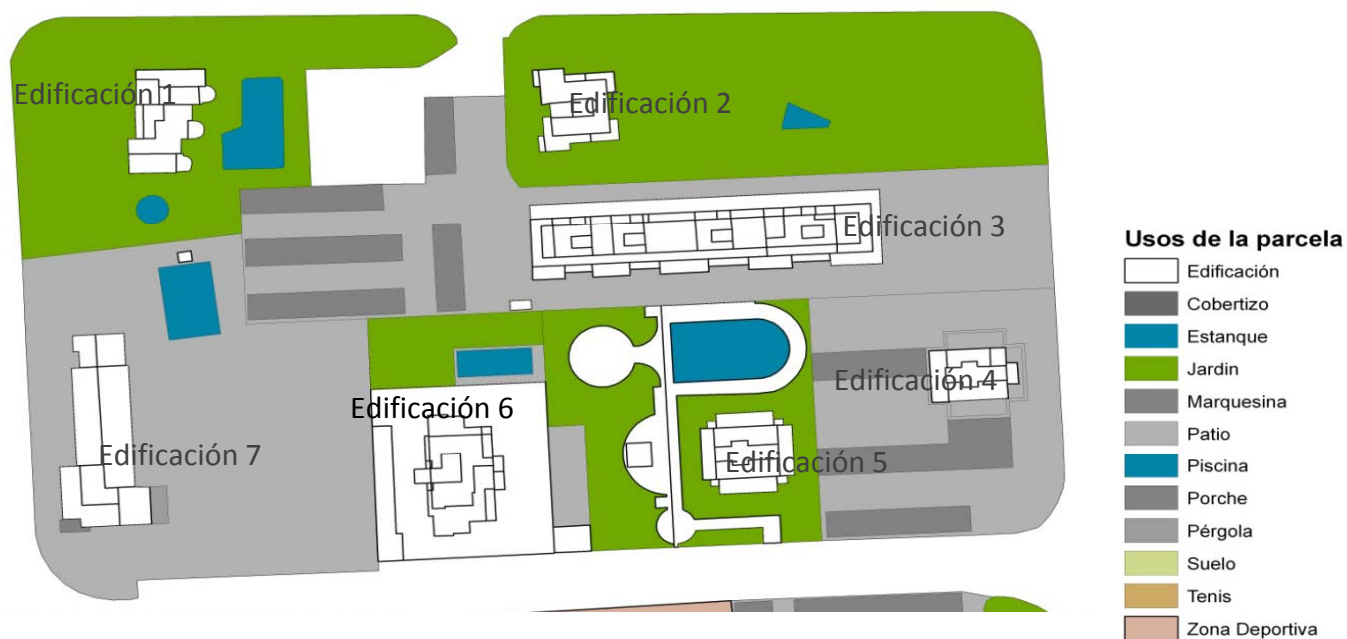 Edificación 1
Edificación 2
Edificación 3
Edificación 4
Edificación 5
Edificación 6
Edificación 7
Usos de la parcela
Edificación
Cobertizo
Estanque
Jardin
Marquesina
Patio
Piscina
Porche
Pérgola
Suelo
Tenis
Zona Deportiva